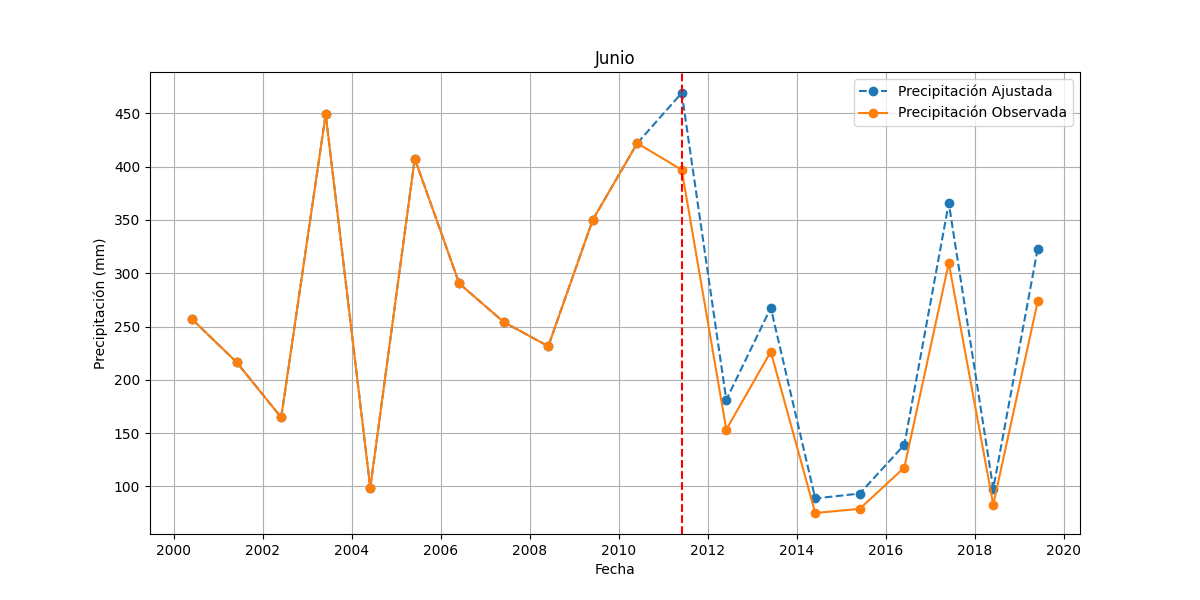 Junio
Precipitación Ajustada
Precipitación Observada
Precipitación (mm)
450
400
350
300
250
200
150
100
2000 2002 2004 2006 2008 2010 2012 2014 2016 2018 2020
Fecha